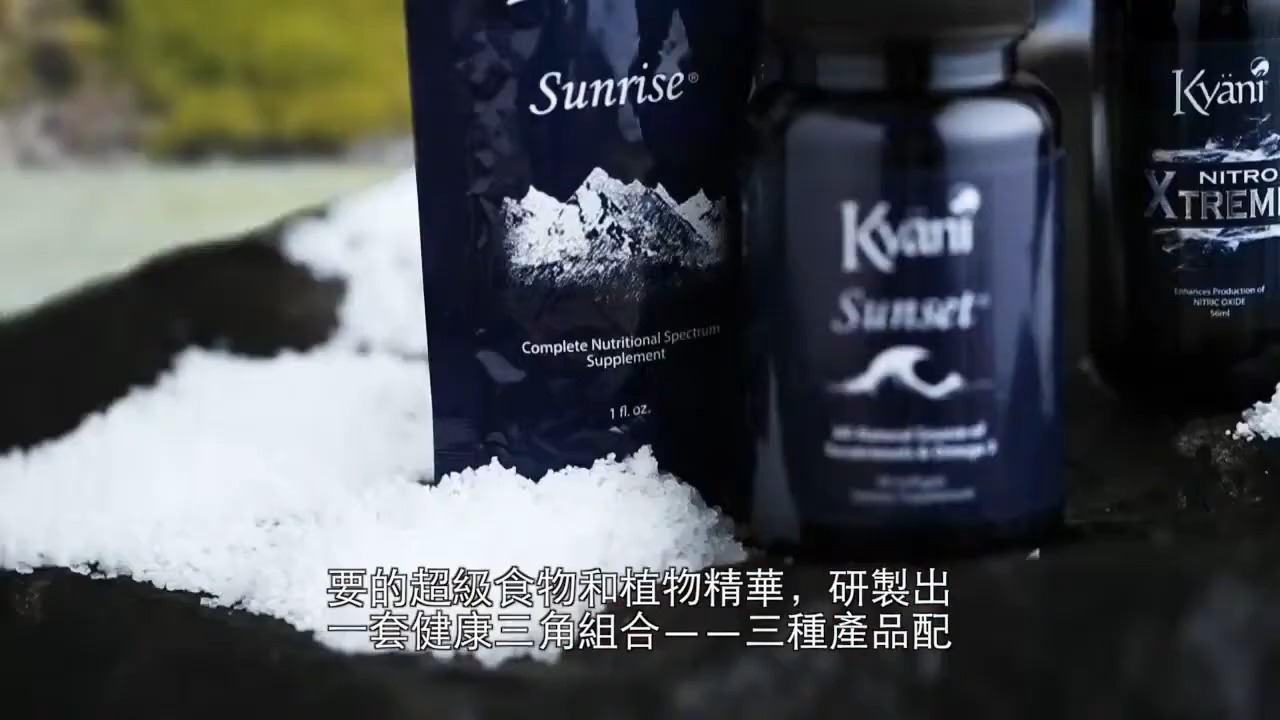 Sunrise®
Complete Nutritional Spectrum
Supplement
1 fl. oz.
Kyäni
Sunset
Kyäni
NITRO
XTREM
Enhances Production of
NITRIC OXIDE
56ml
要的超級食物和植物精華，研製出
一套健康三角組合——三種產品配